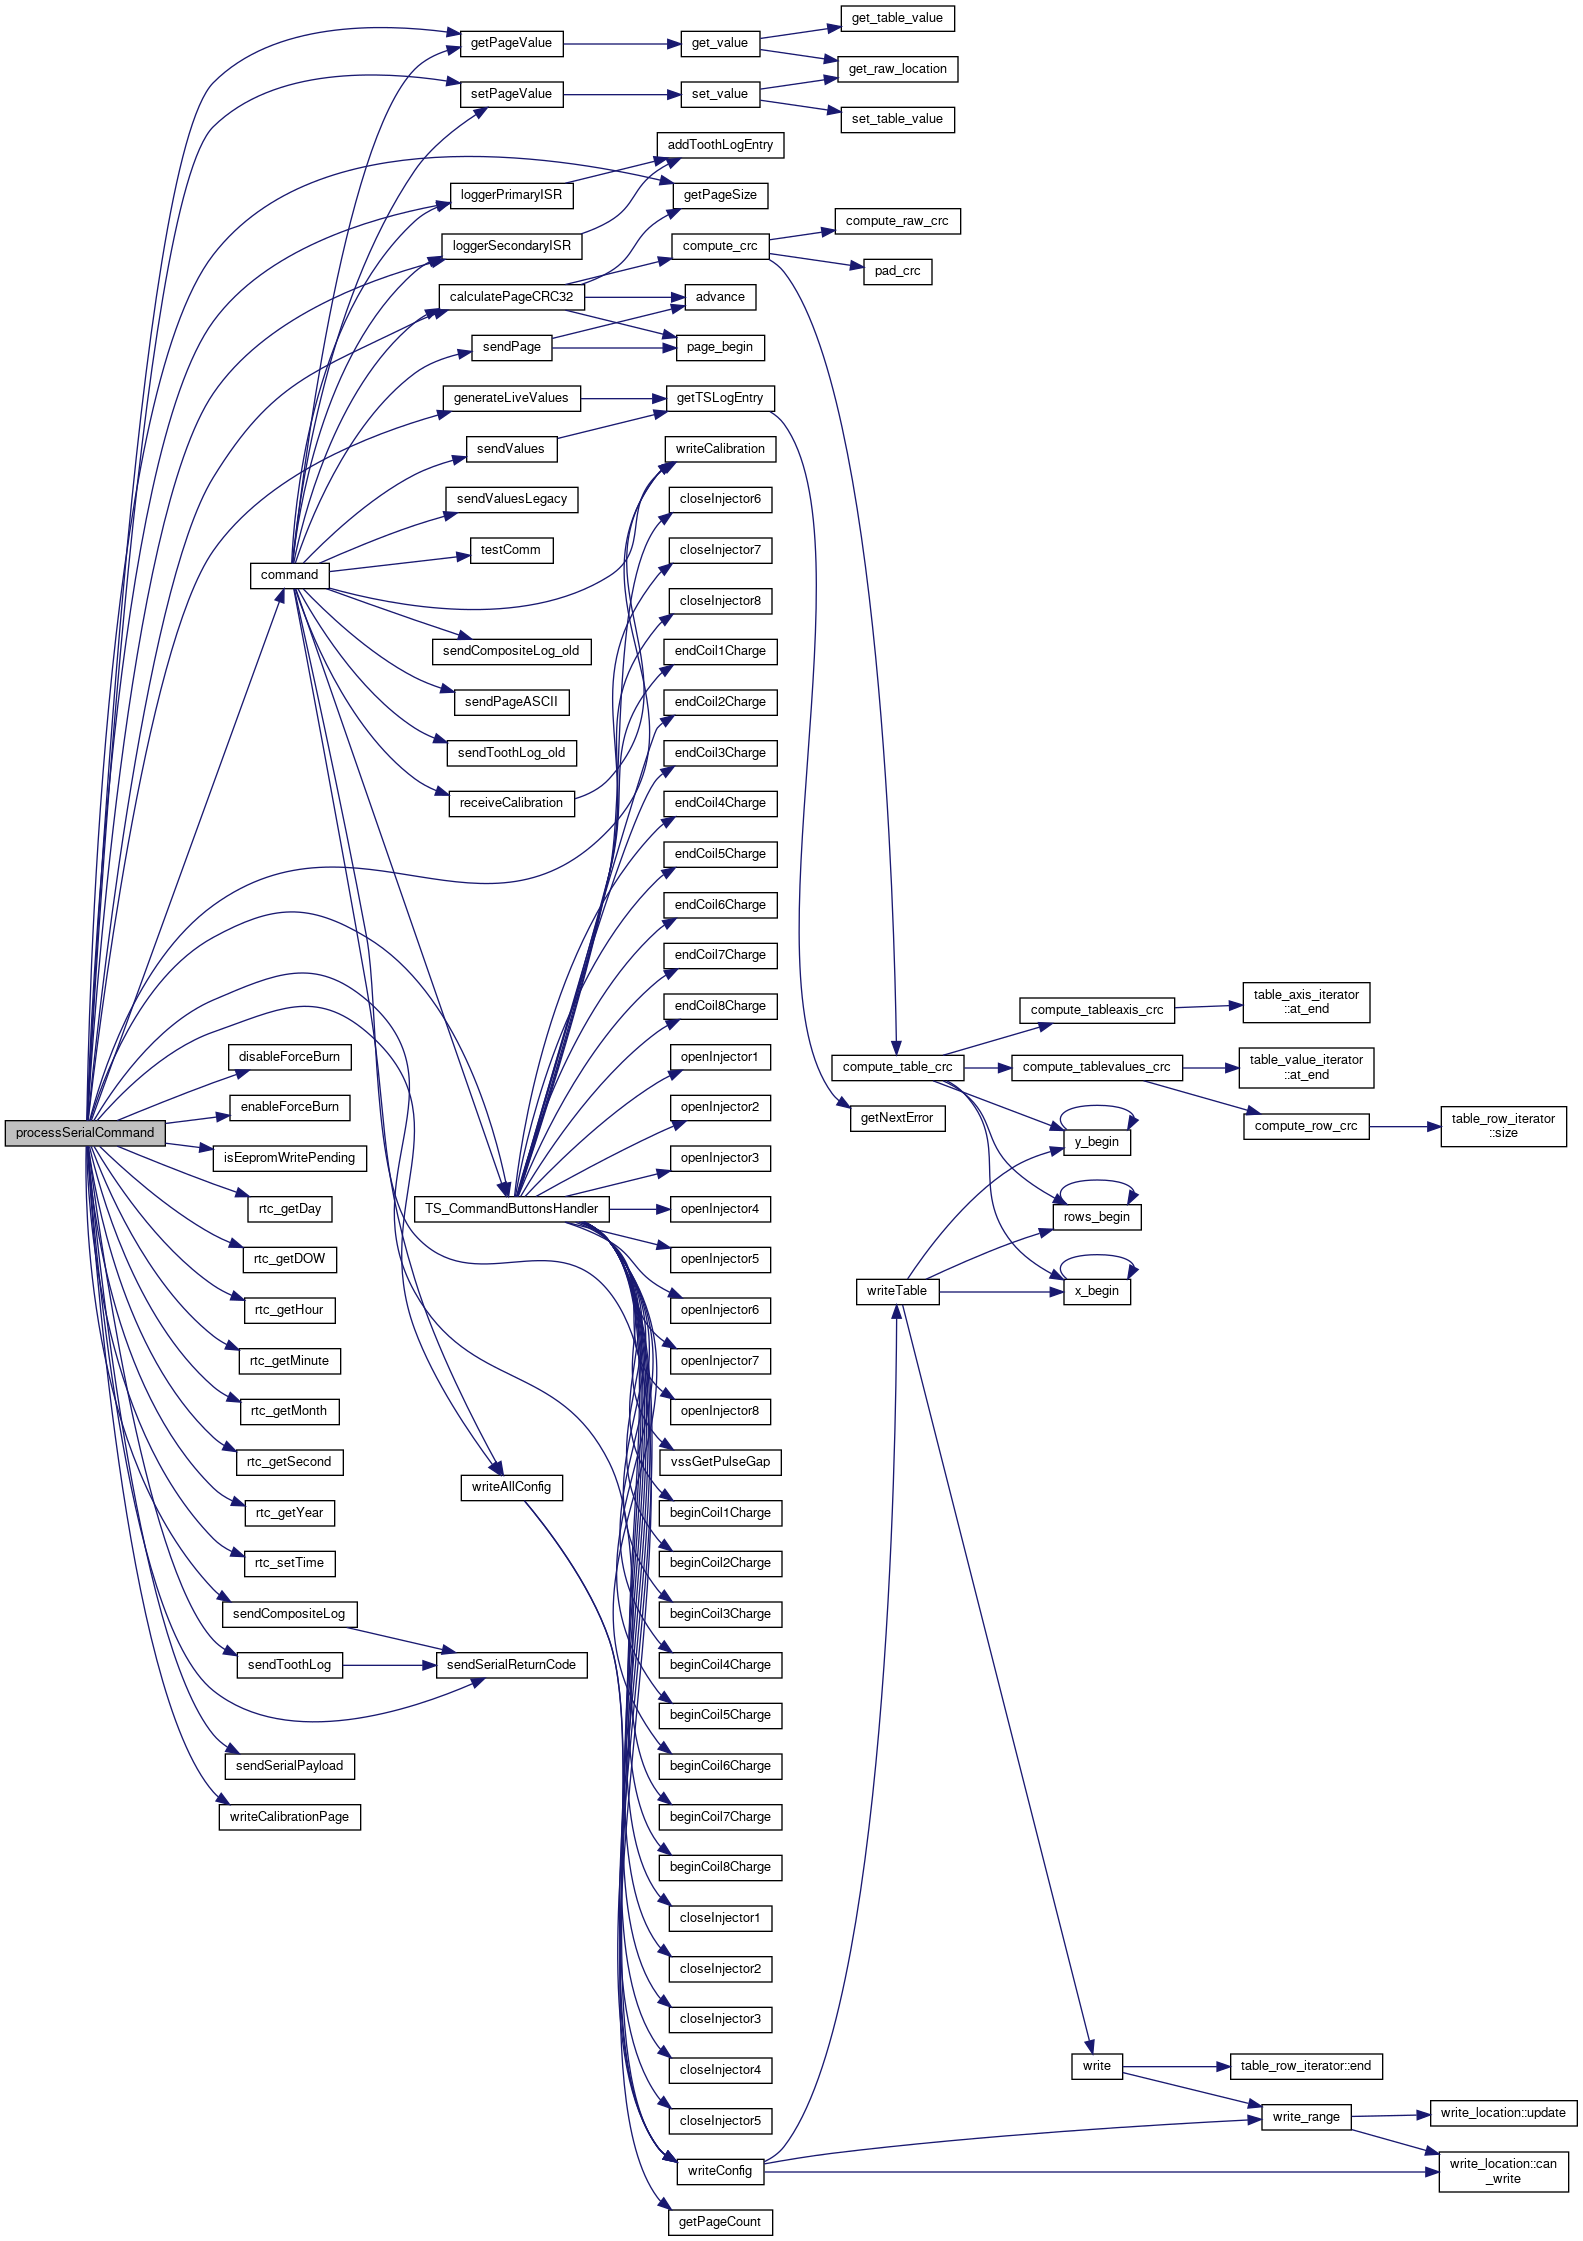 processSerialCommand
command
disableForceBurn
enableForceBurn
isEepromWritePending
rtc_getDay
rtc_getDOW
rtc_getHour
rtc_getMinute
rtc_getMonth
rtc_getSecond
rtc_getYear
rtc_setTime
sendCompositeLog
sendToothLog
sendSerialPayload
writeCalibrationPage
getPageValue
setPageValue
loggerPrimaryISR
loggerSecondaryISR
calculatePageCRC32
sendPage
generateLiveValues
sendValues
sendValuesLegacy
testComm
sendCompositeLog_old
sendPageASCII
sendToothLog_old
receiveCalibration
TS_CommandButtonsHandler
writeAllConfig
sendSerialReturnCode
get_value
set_value
addToothLogEntry
getPageSize
compute_crc
advance
page_begin
getTSLogEntry
writeCalibration
closeInjector6
closeInjector7
closeInjector8
endCoil1Charge
endCoil2Charge
endCoil3Charge
endCoil4Charge
endCoil5Charge
endCoil6Charge
endCoil7Charge
endCoil8Charge
openInjector1
openInjector2
openInjector3
openInjector4
openInjector5
openInjector6
openInjector7
openInjector8
vssGetPulseGap
beginCoil1Charge
beginCoil2Charge
beginCoil3Charge
beginCoil4Charge
beginCoil5Charge
beginCoil6Charge
beginCoil7Charge
beginCoil8Charge
closeInjector1
closeInjector2
closeInjector3
closeInjector4
closeInjector5
writeConfig
getPageCount
get_table_value
get_raw_location
set_table_value
compute_raw_crc
pad_crc
compute_table_crc
getNextError
writeTable
compute_tableaxis_crc
compute_tablevalues_crc
y_begin
rows_begin
x_begin
write
table_axis_iterator
::at_end
table_value_iterator
::at_end
compute_row_crc
table_row_iterator::end
write_range
table_row_iterator
::size
write_location::update
write_location::can
_write